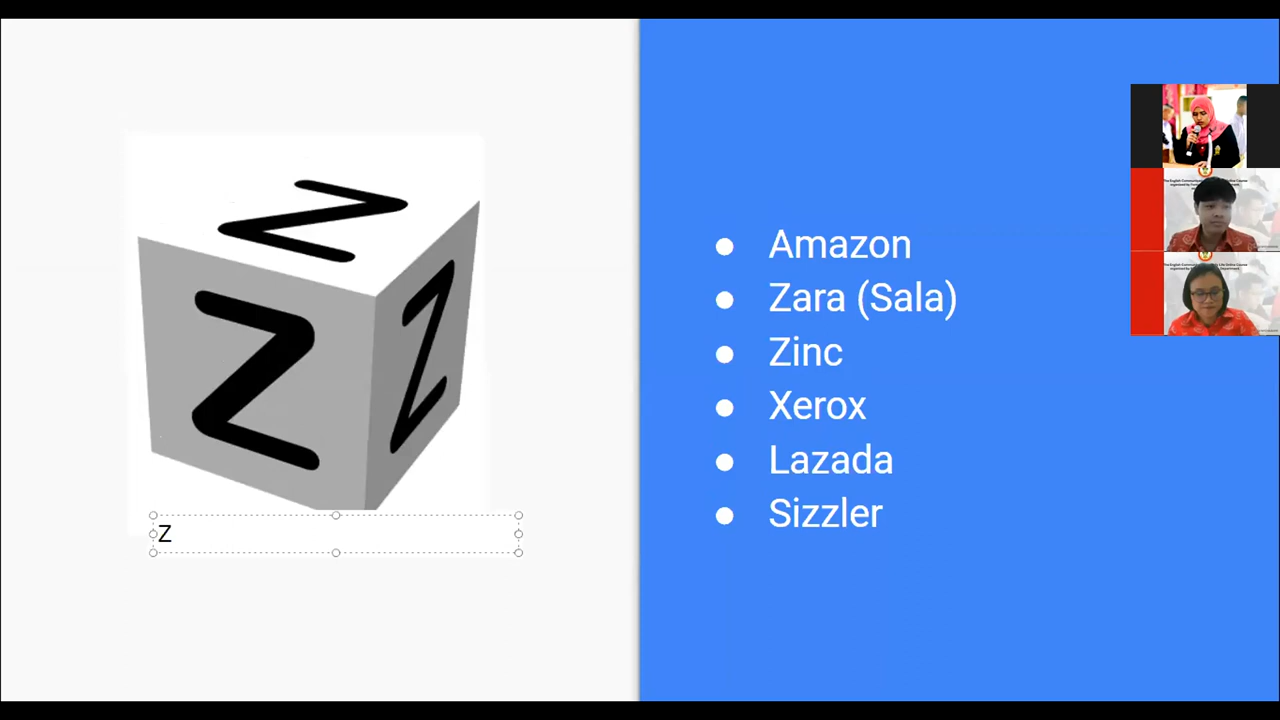 Z
Z
Z
Z
Amazon
Zara (Sala)
Zinc
Xerox
Lazada
Sizzler